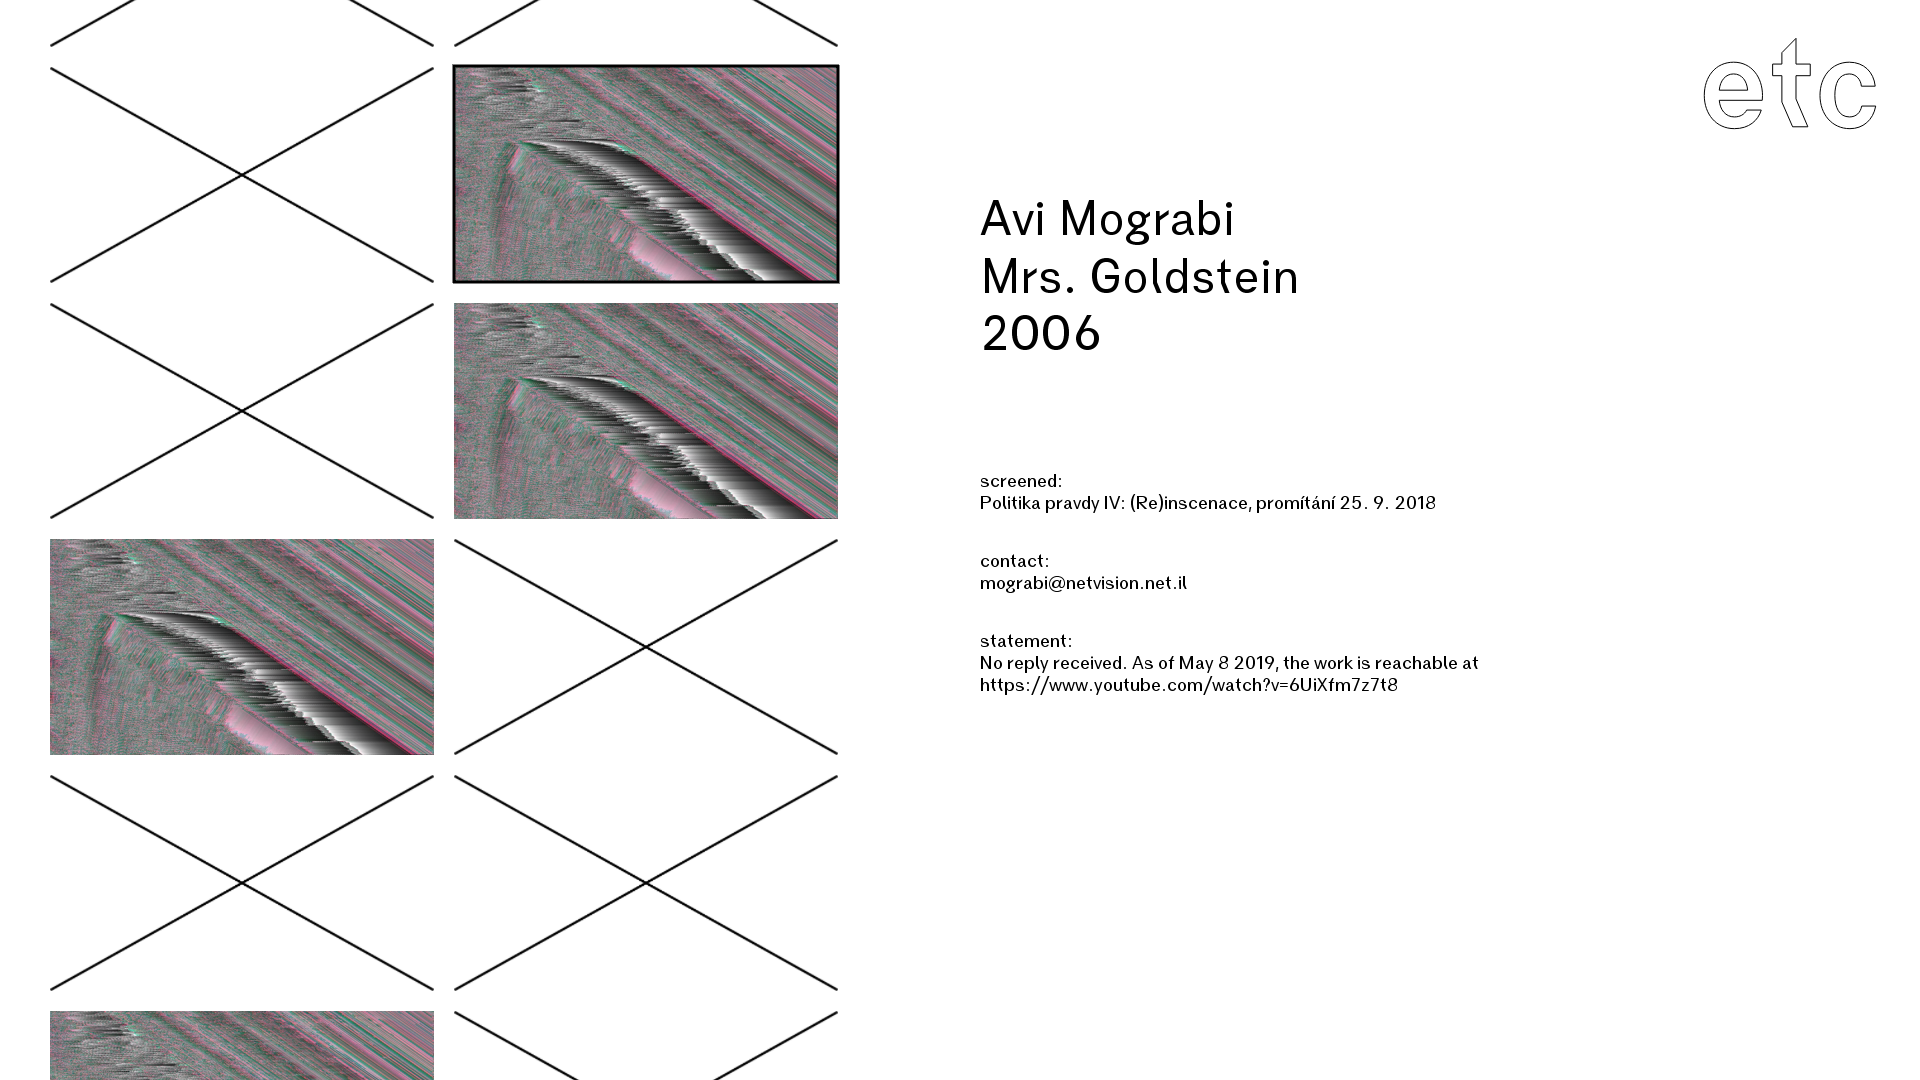 etc
Avi Mograbi
Mrs. Goldstein
2006
screened:
Politika pravdy IV: (Re)inscenace, promítání 25. 9. 2018
contact:
mograbi@netvision.net.il
statement:
No reply received. As of May 8 2019, the work is reachable at
https://www.youtube.com/watch?v=6UiXfm7z7t8